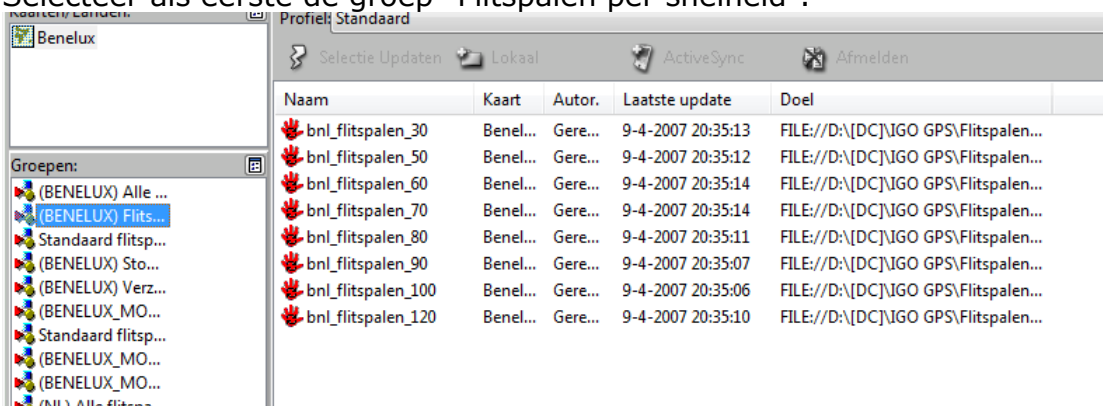 Selecteer als eerste de groep "Flitspalen per snelheid".
Kaarten/Landen:
Benelux
Groepen:
(BENELUX) Alle ...
(BENELUX) Flits...
Standaard flitsp...
(BENELUX) Sto...
(BENELUX) Verz...
(BENELUX_MO...
Standaard flitsp...
(BENELUX_MO...
(BENELUX_MO...
(NL) Alle flitspa...
Profiel: Standaard
Selectie Updaten Lokaal ActiveSync Afmelden
Naam Kaart Autor. Laatste update Doel
bnl_flitspalen_30 Benel... Gere... 9-4-2007 20:35:13 FILE://D:\[DC]\IGO GPS\Flitspalen...
bnl_flitspalen_50 Benel... Gere... 9-4-2007 20:35:12 FILE://D:\[DC]\IGO GPS\Flitspalen...
bnl_flitspalen_60 Benel... Gere... 9-4-2007 20:35:14 FILE://D:\[DC]\IGO GPS\Flitspalen...
bnl_flitspalen_70 Benel... Gere... 9-4-2007 20:35:14 FILE://D:\[DC]\IGO GPS\Flitspalen...
bnl_flitspalen_80 Benel... Gere... 9-4-2007 20:35:11 FILE://D:\[DC]\IGO GPS\Flitspalen...
bnl_flitspalen_90 Benel... Gere... 9-4-2007 20:35:07 FILE://D:\[DC]\IGO GPS\Flitspalen...
bnl_flitspalen_100 Benel... Gere... 9-4-2007 20:35:06 FILE://D:\[DC]\IGO GPS\Flitspalen...
bnl_flitspalen_120 Benel... Gere... 9-4-2007 20:35:10 FILE://D:\[DC]\IGO GPS\Flitspalen...